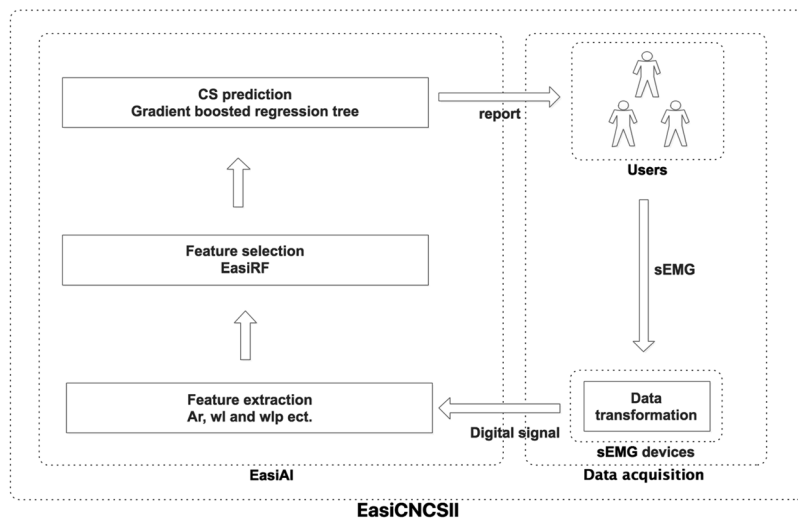 CS prediction
Gradient boosted regression tree
report
Users
Feature selection
EasiRF
sEMG
Feature extraction
Ar, wl and wlp ect.
Digital signal
Data
transformation
sEMG devices
EasiAI
Data acquisition
EasiCNCSII